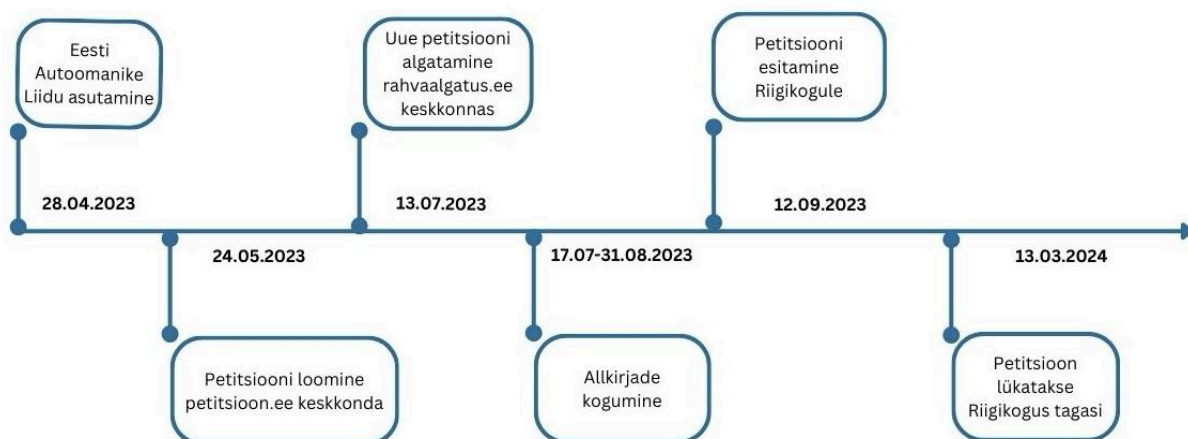 Eesti
Autoomanike
Liidu asutamine
28.04.2023
24.05.2023
Petitsiooni loomine
petitsioon.ee keskkonda
Uue petitsiooni
algatamine
rahvaalgatus.ee
keskkonnas
13.07.2023
17.07-31.08.2023
Allkirjade
kogumine
Petitsiooni
esitamine
Riigikogule
12.09.2023
13.03.2024
Petitsioon
lükatakse
Riigikogus tagasi